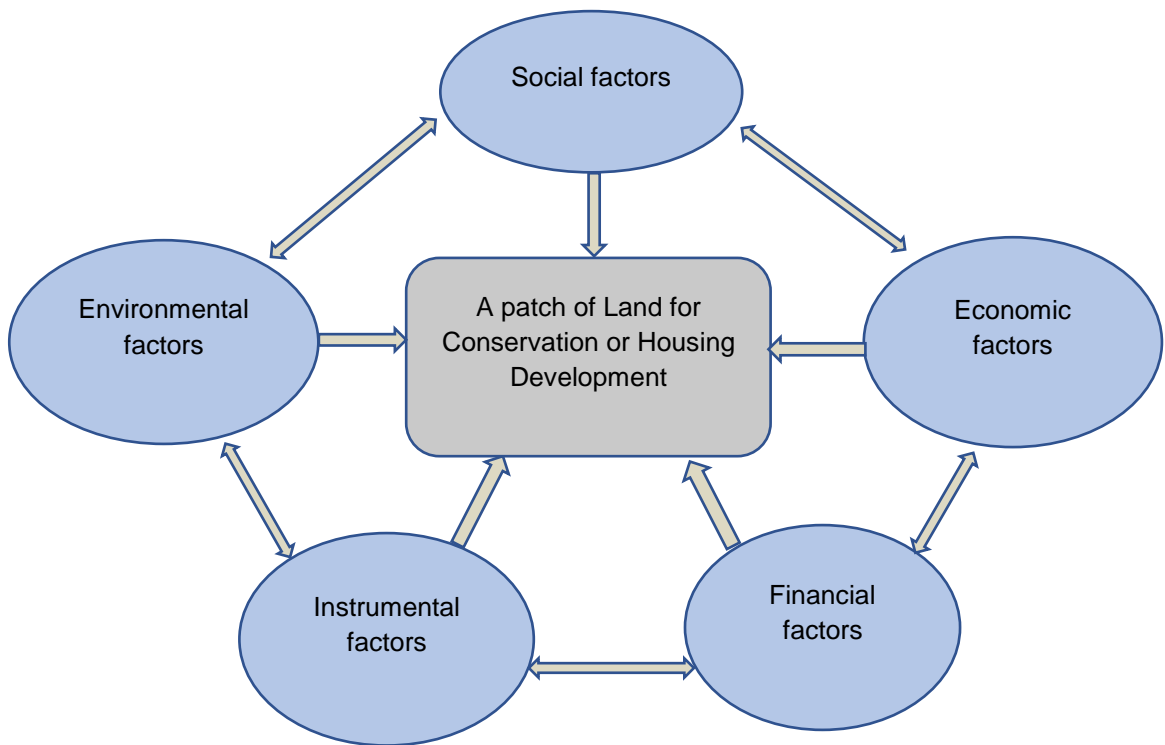 Social factors
Environmental
factors
A patch of Land for
Conservation or Housing
Development
Economic
factors
Instrumental
factors
Financial
factors